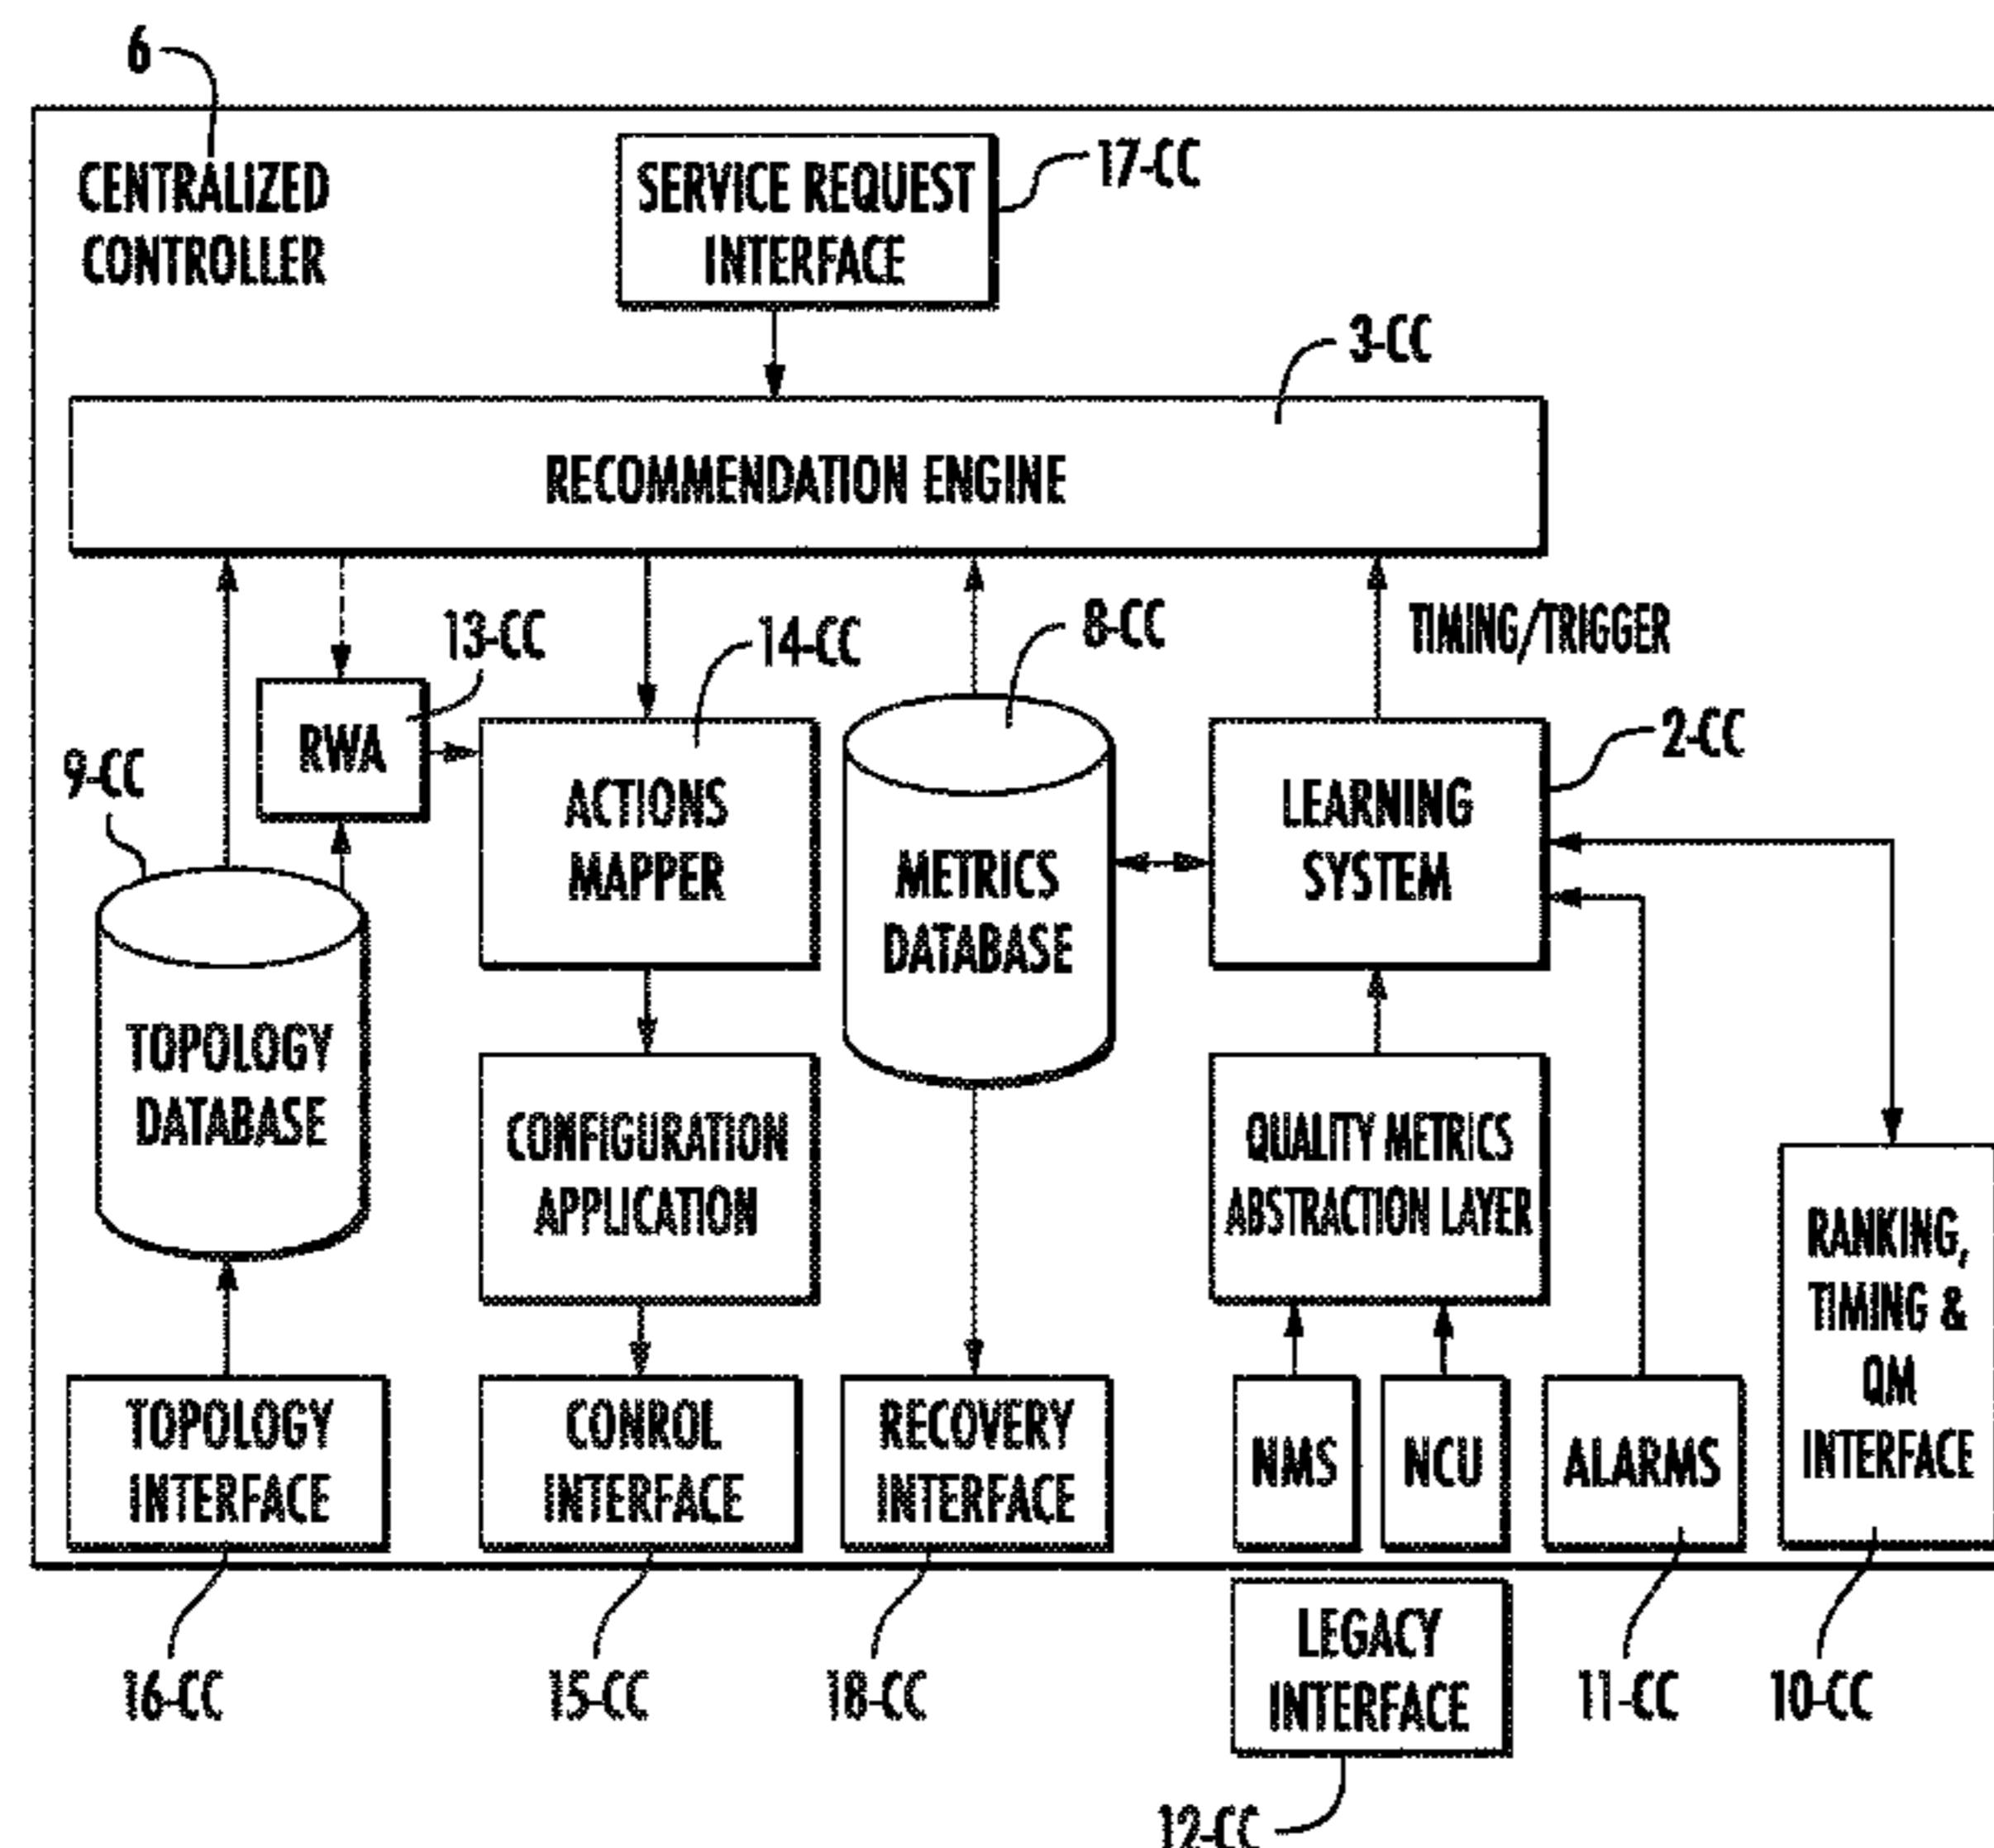 6
CENTRALIZED
CONTROLLER
SERVICE REQUEST
INTERFACE
17-CC
3-CC
RECOMMENDATION ENGINE
13-CC
14-CC
8-CC
TIMING/TRIGGER
9-CC
RWA
ACTIONS
MAPPER
METRICS
DATABASE
LEARNING
SYSTEM
2-CC
TOPOLOGY
DATABASE
CONFIGURATION
APPLICATION
QUALITY METRICS
ABSTRACTION LAYER
RANKING,
TIMING &
QM
INTERFACE
TOPOLOGY
INTERFACE
CONROL
INTERFACE
RECOVERY
INTERFACE
NMS
NCU
ALARMS
16-CC
15-CC
18-CC
LEGACY
INTERFACE
11-CC
10-CC
12-CC